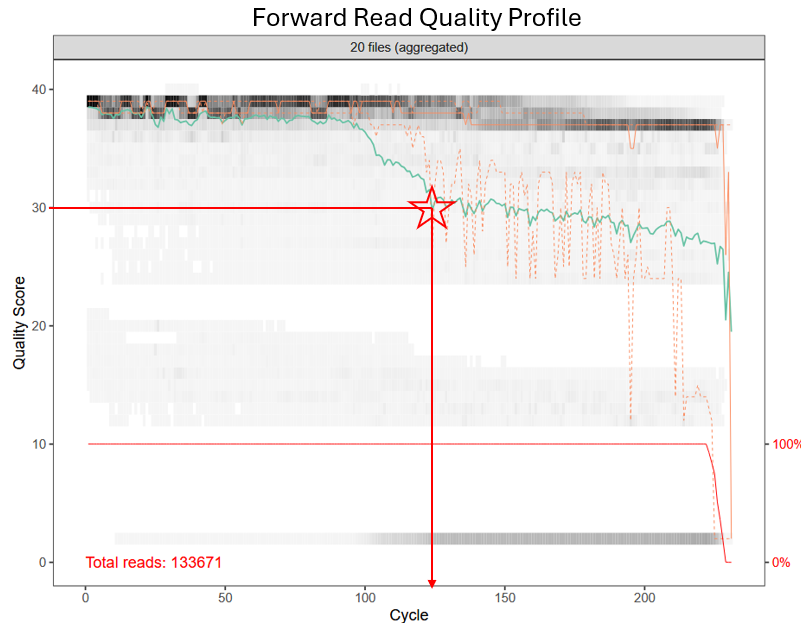 Forward Read Quality Profile
20 files (aggregated)
40
30
20
10
0
Quality Score
100%
0%
Total reads: 133671
0
50
100
150
200
Cycle